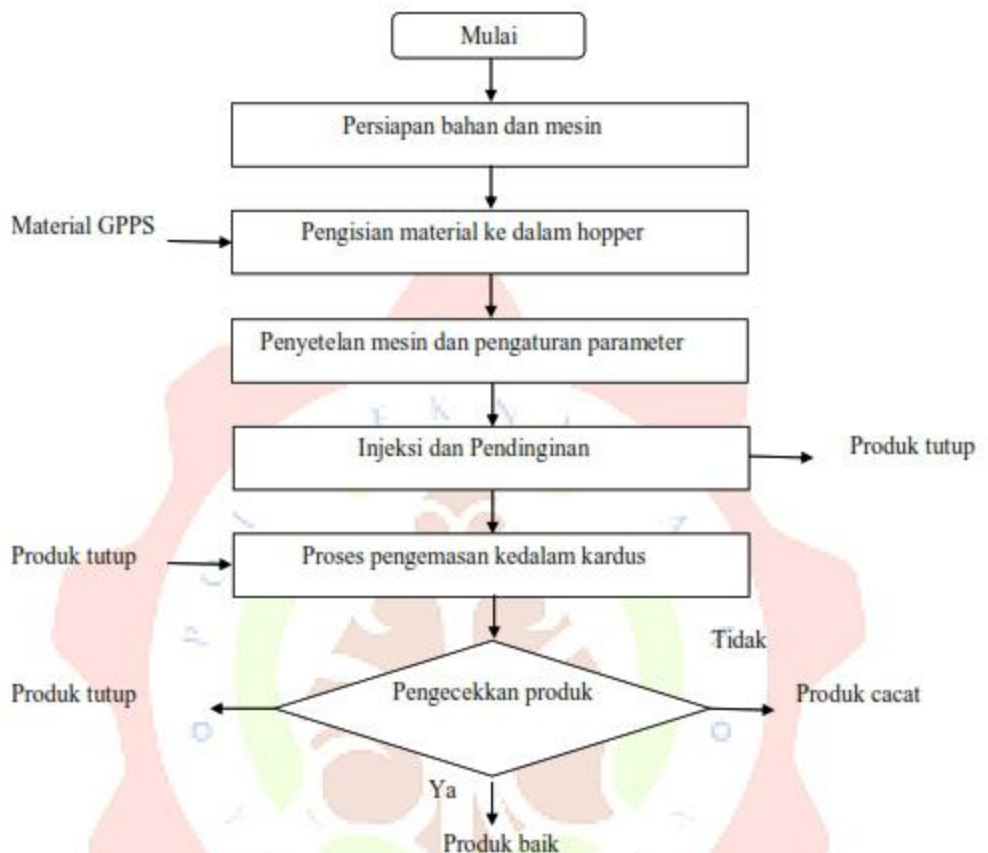 Mulai
Persiapan bahan dan mesin
Material GPPS
Pengisian material ke dalam hopper
Penyetelan mesin dan pengaturan parameter
Injeksi dan Pendinginan
Produk tutup
Produk tutup
Proses pengemasan kedalam kardus
Tidak
Produk tutup
Pengecekkan produk
Produk cacat
Ya
Produk baik